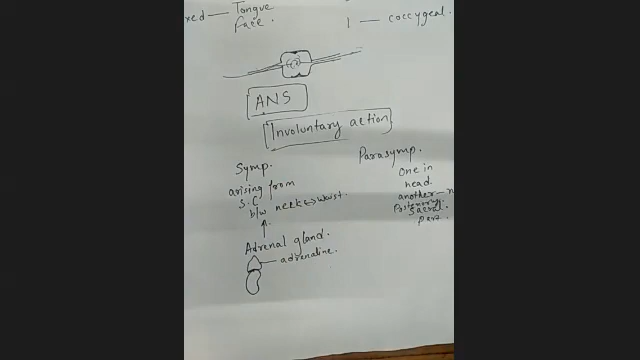 xed — Tongue
face.
1 — coccygeal.
ANS
Involuntary action
Symp.
arising from
S.C
b/w neck ↔ waist.
Adrenal gland.
adrenaline.
Parasymp.
one in
head.
another —
Sacral
part